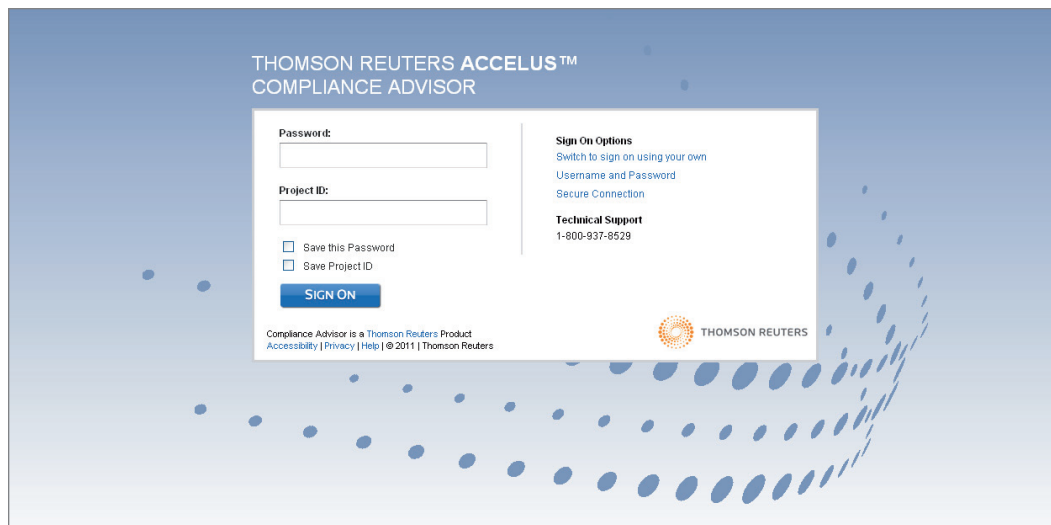 THOMSON REUTERS ACCELUS™
COMPLIANCE ADVISOR
Password:
Project ID:
Save this Password
Save Project ID
SIGN ON
Compliance Advisor is a Thomson Reuters Product
Accessibility | Privacy | Help | © 2011 | Thomson Reuters
Sign On Options
Switch to sign on using your own
Username and Password
Secure Connection
Technical Support
1-800-937-8529
THOMSON REUTERS